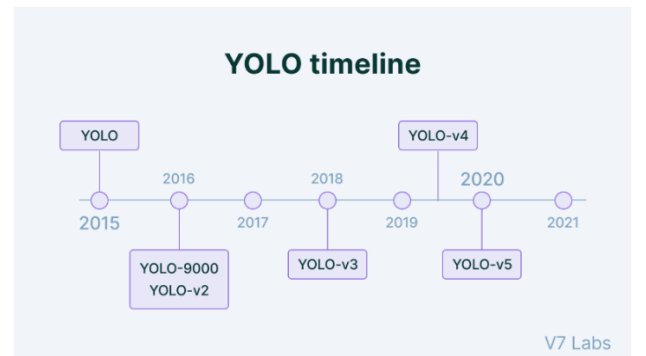 YOLO timeline
YOLO
YOLO-v4
2016
2018
2020
2015
2017
2019
2021
YOLO-9000
YOLO-v2
YOLO-v3
YOLO-v5
V7 Labs